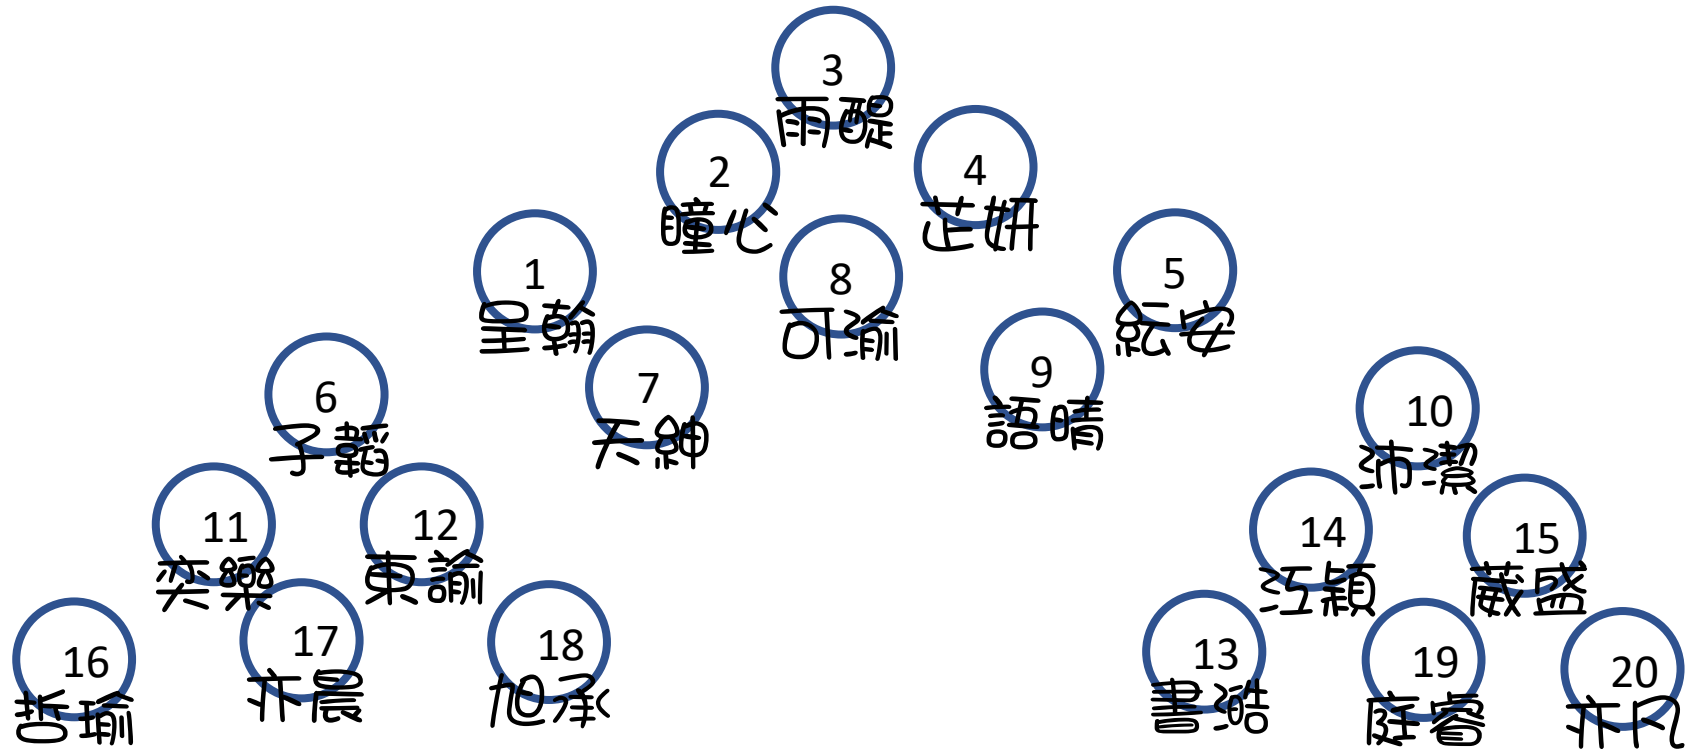 3
雨醍
2
瞳心
4
芷妍
1
呈翰
8
可渝
5
紜安
6
子韜
7
天紳
9
語晴
10
沛潔
11
奕樂
12
東諭
14
江穎
15
葳盛
16
哲瑜
17
亦晨
18
旭承
13
書皓
19
庭睿
20
亦凡